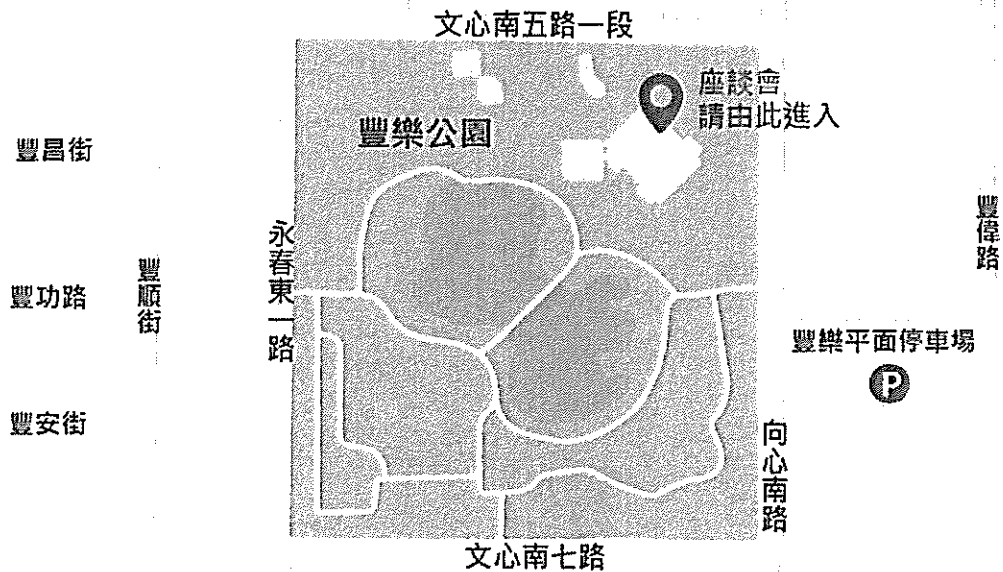 文心南五路一段
座談會
請由此進入
豐樂公園
豐昌街
豐偉路
永春東一路
豐順街
豐功路
豐樂平面停車場
P
豐安街
向心南路
文心南七路